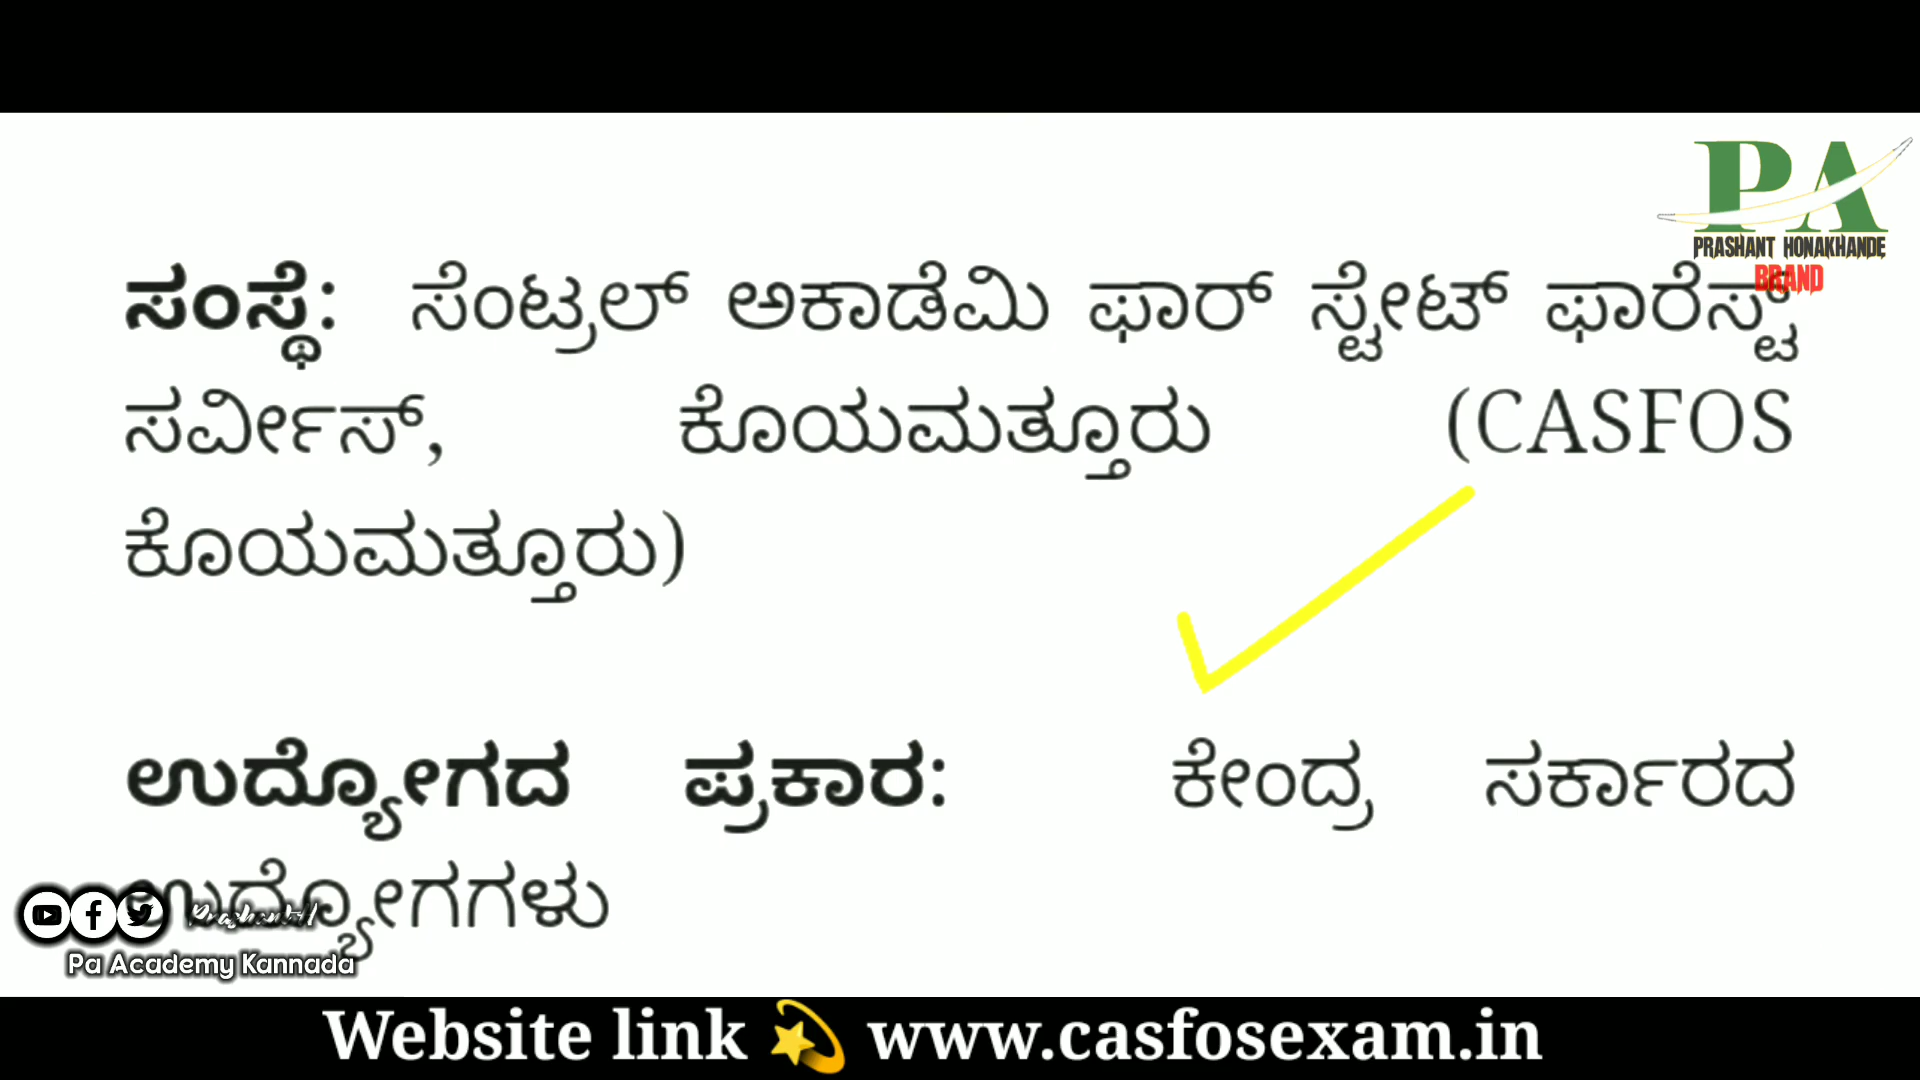 PA
PRASHANT HONAKHANDE
BRAND
ಸಂಸ್ಥೆ: ಸೆಂಟ್ರಲ್ ಅಕಾಡೆಮಿ ಫಾರ್ ಸ್ಟೇಟ್ ಫಾರೆಸ್ಟ್
ಸರ್ವೀಸ್, ಕೊಯಮತ್ತೂರು (CASFOS
ಕೊಯಮತ್ತೂರು)
ಉದ್ಯೋಗದ ಪ್ರಕಾರ: ಕೇಂದ್ರ ಸರ್ಕಾರದ
ಉದ್ಯೋಗಗಳು
Prashant H
Pa Academy Kannada
Website link 💫 www.casfosexam.in